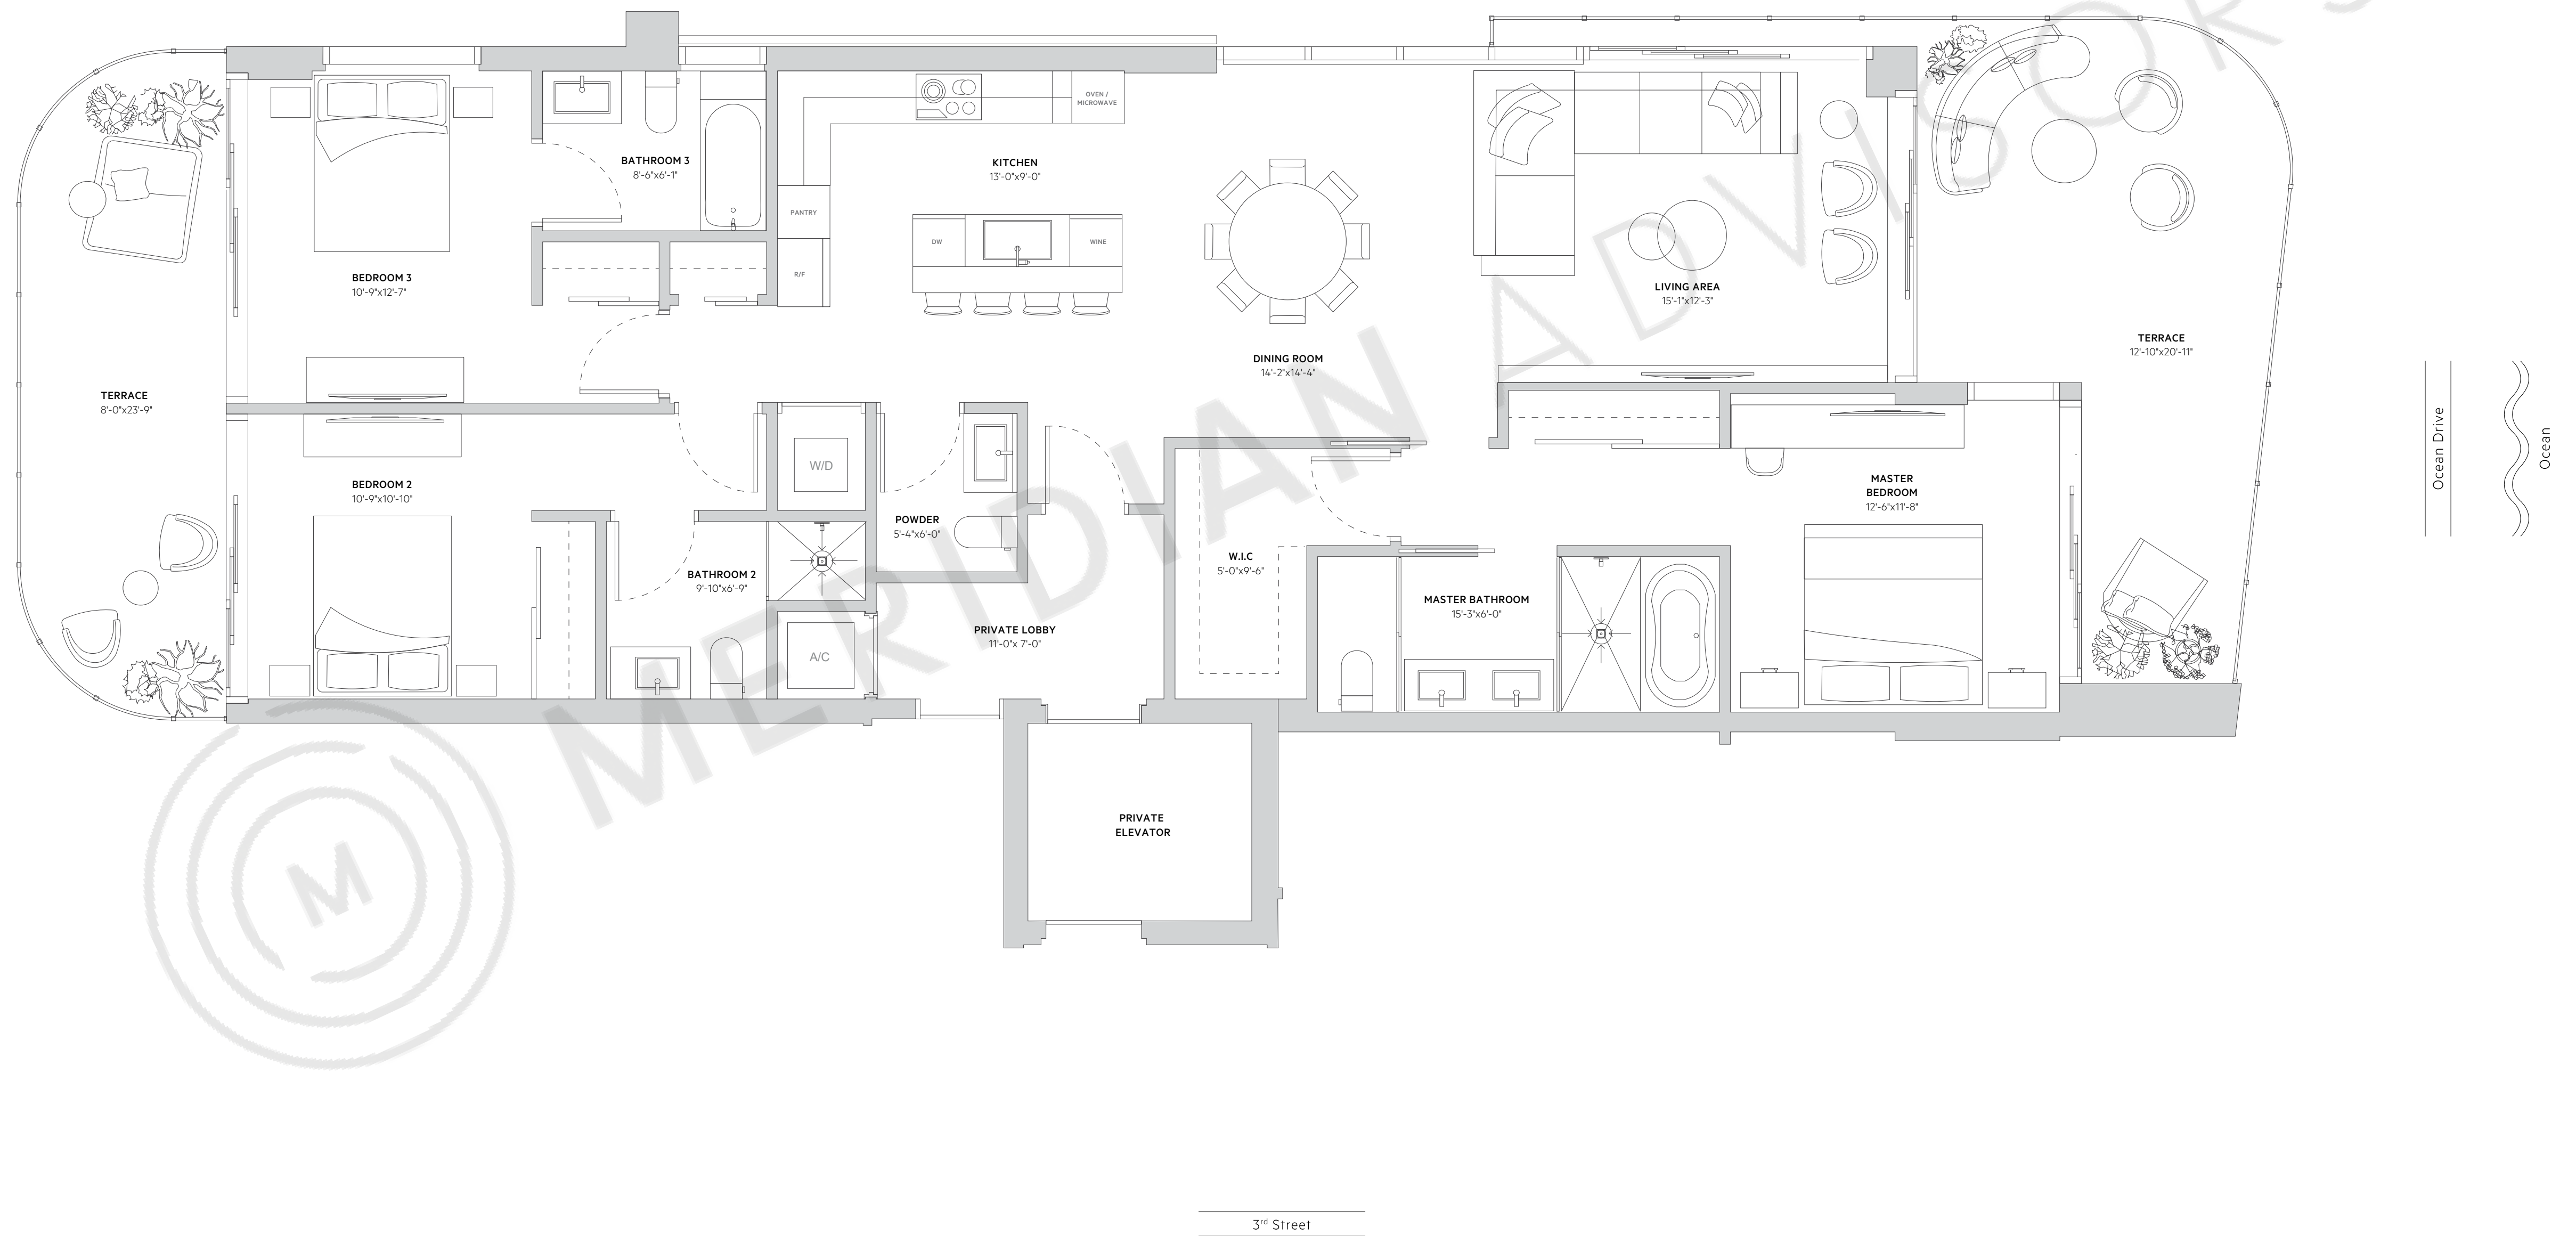 BEDROOM 3
10'-9"x12'-7"
BATHROOM 3
8'-6"x6'-1"
KITCHEN
13'-0"x9'-0"
OVEN /
MICROWAVE
PANTRY
R/F
DW
WINE
DINING ROOM
14'-2"x14'-4"
LIVING AREA
15'-1"x12'-3"
TERRACE
12'-10"x20'-11"
TERRACE
8'-0"x23'-9"
BEDROOM 2
10'-9"x10'-10"
W/D
POWDER
5'-4"x6'-0"
BATHROOM 2
9'-10"x6'-9"
A/C
PRIVATE LOBBY
11'-0"x 7'-0"
W.I.C
5'-0"x9'-6"
MASTER BATHROOM
15'-3"x6'-0"
MASTER
BEDROOM
12'-6"x11'-8"
PRIVATE
ELEVATOR
Ocean Drive
Ocean
3rd Street
M
MERIDIAN ADVISORS